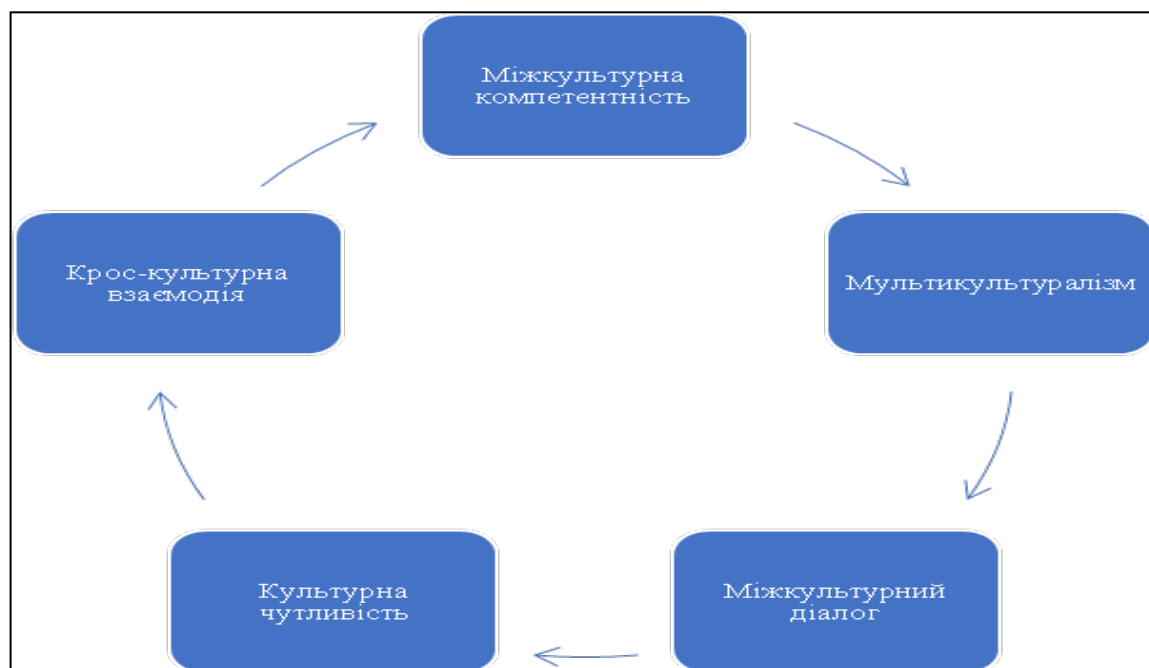 Міжкультурна
компетентність
Мультикультуралізм
Міжкультурний
діалог
Культурна
чутливість
Крос-культурна
взаємодія